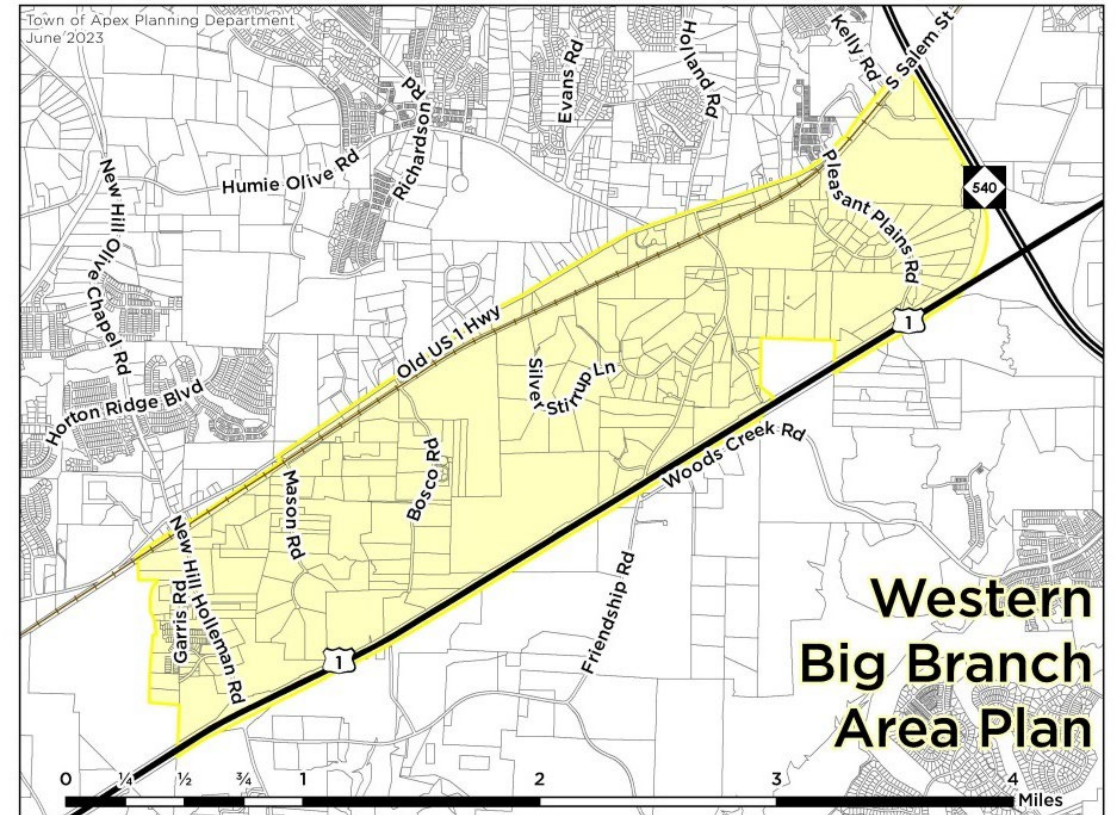 Town of Apex Planning Department
June 2023
Kelly Rd
S Salem St
Evans Rd
Holland Rd
Richardson Rd
Humie Olive Rd
New Hill Olive Chapel Rd
Pleasant Plains Rd
540
Old US 1 Hwy
1
Horton Ridge Blvd
Silver Stirrup Ln
Woods Creek Rd
Bosco Rd
Mason Rd
New Hill Holleman Rd
Garris Rd
Friendship Rd
1
Western
Big Branch
Area Plan
0 ¼ ½ ¾ 1 2 3 4
Miles